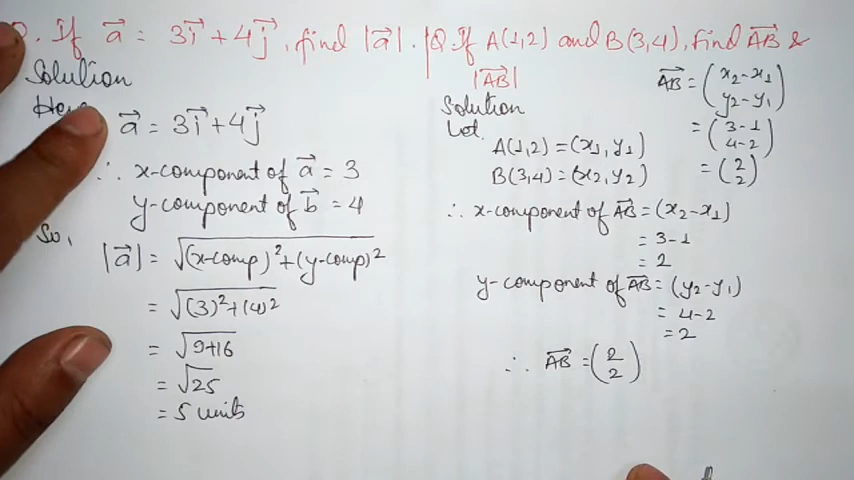 Q. If a⃗ = 3i⃗ + 4j⃗, find |a⃗|.
Solution
Here
a⃗ = 3i⃗ + 4j⃗
∴ x-component of a⃗ = 3
y-component of b⃗ = 4
So,
|a⃗| = √((x-comp)² + (y-comp)²)
= √((3)² + (4)²)
= √(9+16)
= √25
= 5 units
Q. If A(1,2) and B(3,4), Find AB⃗ &
|AB⃗|
Solution
Let
A(1,2) = (x₁, y₁)
B(3,4) = (x₂, y₂)
∴ x-component of AB⃗ = (x₂-x₁)
= 3-1
= 2
y-component of AB⃗ = (y₂-y₁)
= 4-2
= 2
∴ AB⃗ = (2
2)
AB⃗ = (x₂-x₁
y₂-y₁)
= (3-1
4-2)
= (2
2)